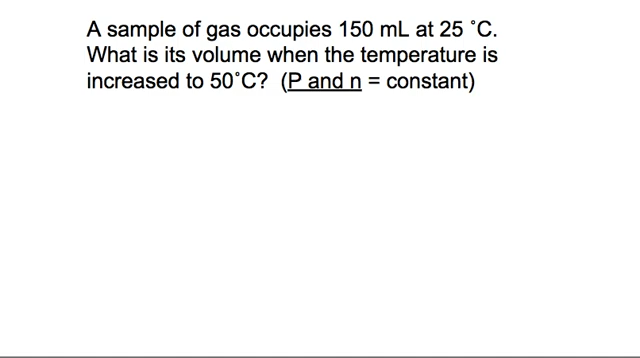 A sample of gas occupies 150 mL at 25 ˚C.
What is its volume when the temperature is
increased to 50˚C?  (P and n = constant)